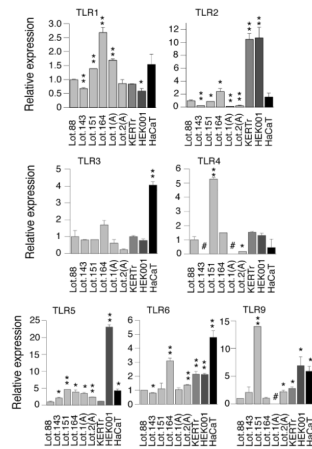 TLR1 TLR2
Relative expression
3.0 12
2.5 10
2.0 8
1.5 6
1.0 4
0.5 2
0.0 0
Lot.88 Lot.143 Lot.151 Lot.164 Lot.1(A) Lot.2(A) KERTr HEK001 HaCaT
Lot.88 Lot.143 Lot.151 Lot.164 Lot.1(A) Lot.2(A) KERTr HEK001 HaCaT
TLR3 TLR4
Relative expression
5 6
4 5
3 4
2 3
1 2
0 1
0
# #
Lot.88 Lot.143 Lot.151 Lot.164 Lot.1(A) Lot.2(A) KERTr HEK001 HaCaT
Lot.88 Lot.143 Lot.151 Lot.164 Lot.1(A) Lot.2(A) KERTr HEK001 HaCaT
TLR5 TLR6 TLR9
Relative expression
25 6 15
20 5
15 4 10
10 3
5 2 5
0 1 0
0
#
Lot.88 Lot.143 Lot.151 Lot.164 Lot.1(A) Lot.2(A) KERTr HEK001 HaCaT
Lot.88 Lot.143 Lot.151 Lot.164 Lot.1(A) Lot.2(A) KERTr HEK001 HaCaT
Lot.88 Lot.143 Lot.151 Lot.164 Lot.1(A) Lot.2(A) KERTr HEK001 HaCaT